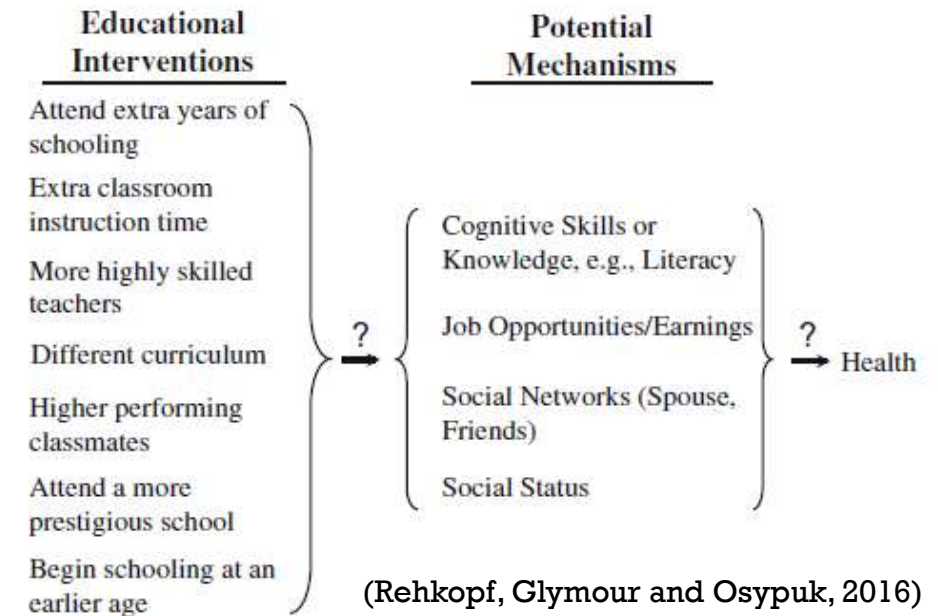 Educational
Interventions
Attend extra years of
schooling
Extra classroom
instruction time
More highly skilled
teachers
Different curriculum
Higher performing
classmates
Attend a more
prestigious school
Begin schooling at an
earlier age
?
Potential
Mechanisms
Cognitive Skills or
Knowledge, e.g., Literacy
Job Opportunities/Earnings
Social Networks (Spouse,
Friends)
Social Status
?
Health
(Rehkopf, Glymour and Osypuk, 2016)